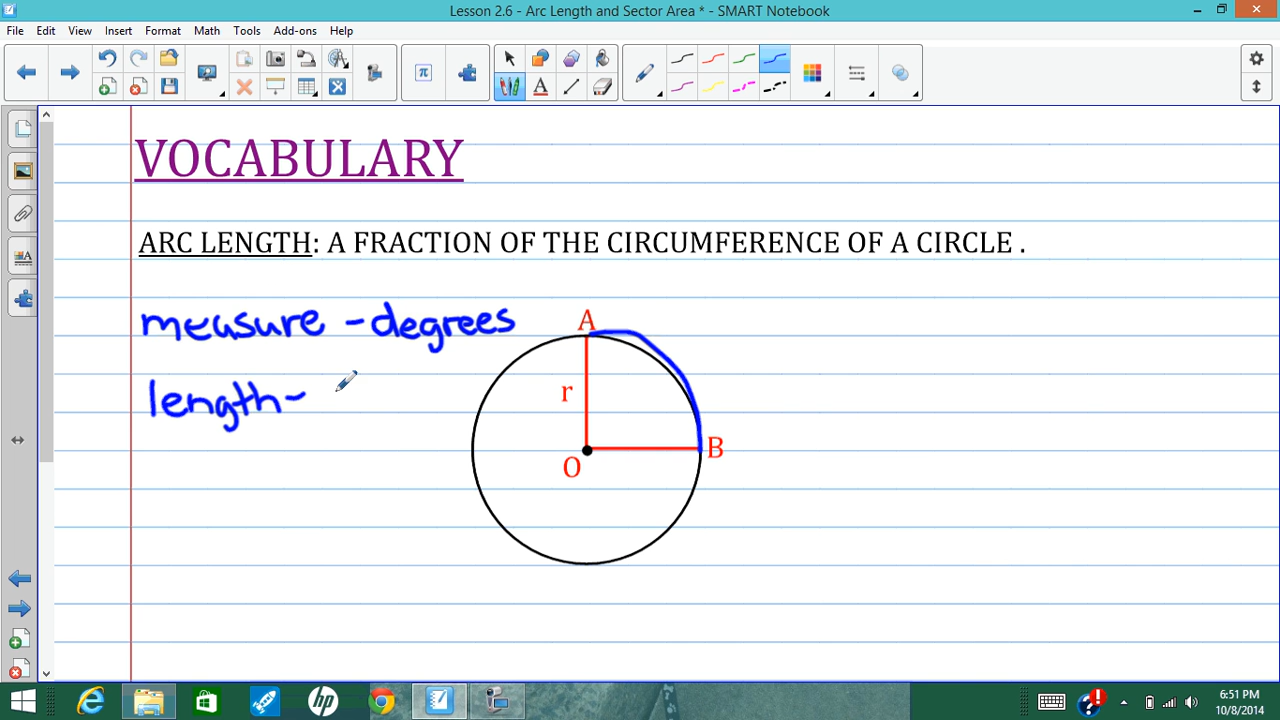 Lesson 2.6 - Arc Length and Sector Area * - SMART Notebook
File Edit View Insert Format Math Tools Add-ons Help
VOCABULARY
ARC LENGTH: A FRACTION OF THE CIRCUMFERENCE OF A CIRCLE .
measure - degrees
A
length-
r
B
O
6:51 PM
10/8/2014